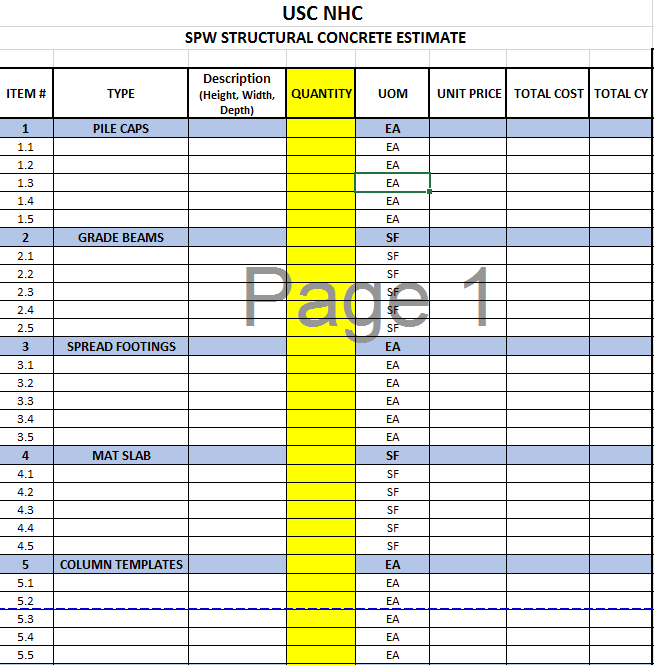 USC NHC
SPW STRUCTURAL CONCRETE ESTIMATE
ITEM # TYPE Description (Height, Width, Depth) QUANTITY UOM UNIT PRICE TOTAL COST TOTAL CY
1 PILE CAPS EA
1.1 EA
1.2 EA
1.3 EA
1.4 EA
1.5 EA
2 GRADE BEAMS SF
2.1 SF
2.2 SF
2.3 SF
2.4 SF
2.5 SF
Page 1
3 SPREAD FOOTINGS EA
3.1 EA
3.2 EA
3.3 EA
3.4 EA
3.5 EA
4 MAT SLAB SF
4.1 SF
4.2 SF
4.3 SF
4.4 SF
4.5 SF
5 COLUMN TEMPLATES EA
5.1 EA
5.2 EA
5.3 EA
5.4 EA
5.5 EA